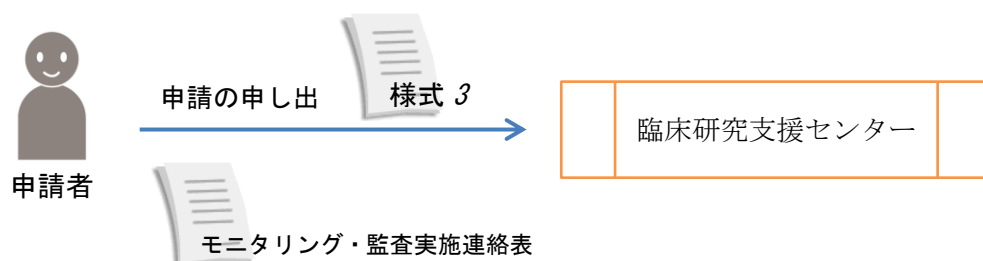 申請の申し出
様式 3
臨床研究支援センター
申請者
モニタリング・監査実施連絡表